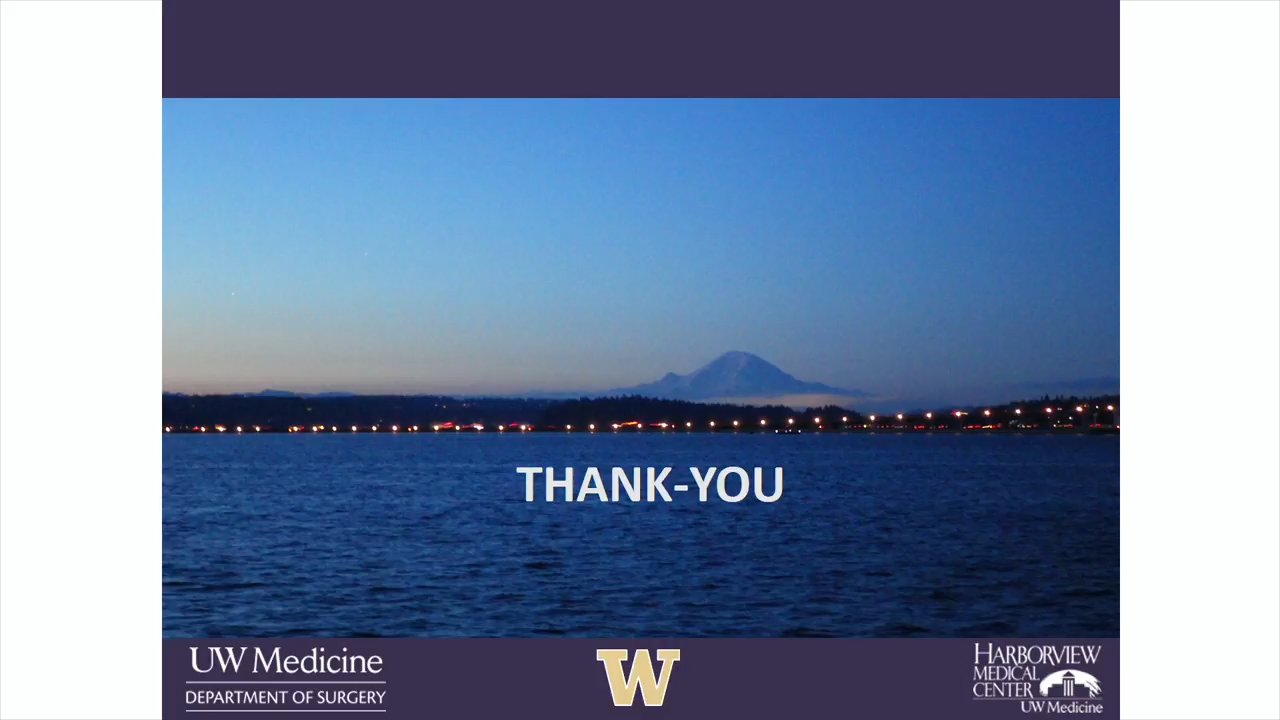 THANK-YOU
UW Medicine
DEPARTMENT OF SURGERY
W
HARBORVIEW
MEDICAL
CENTER
UW Medicine